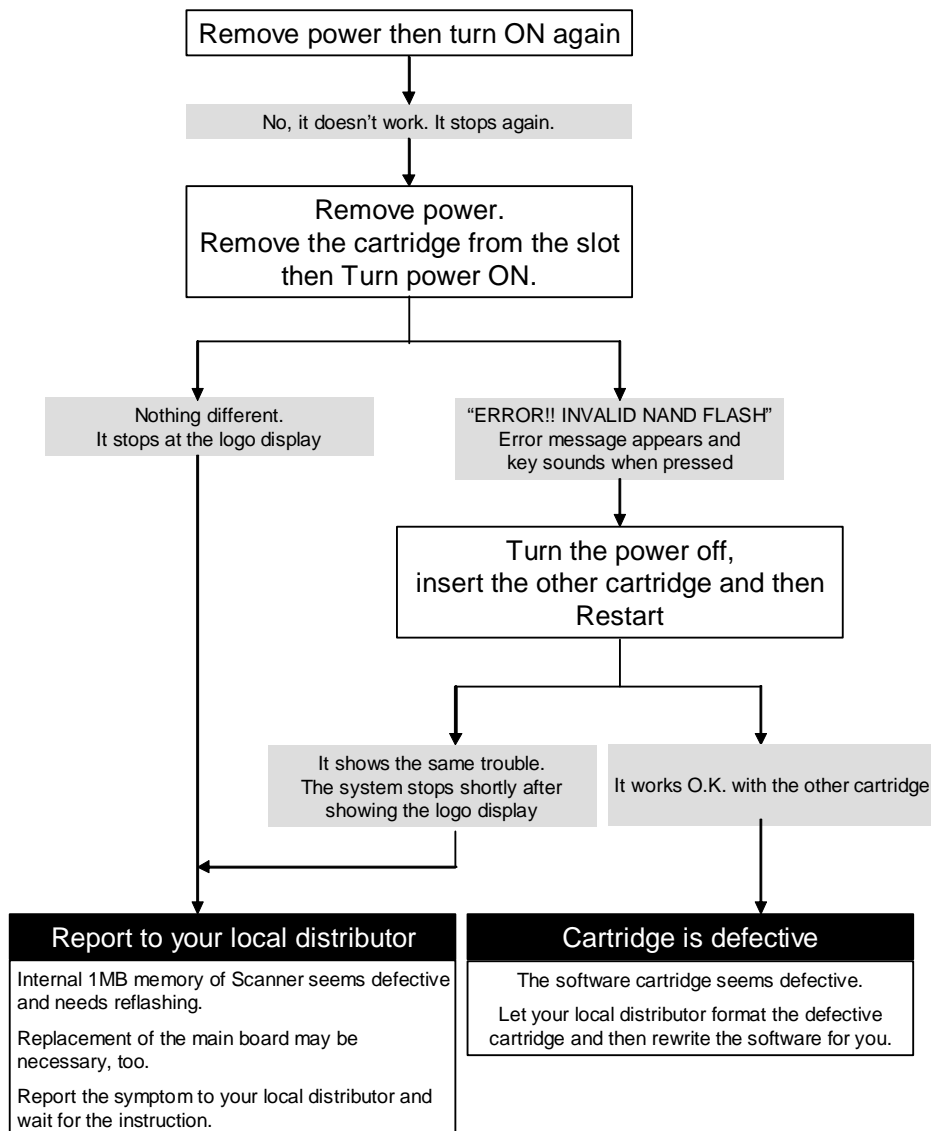 Remove power then turn ON again
No, it doesn't work. It stops again.
Remove power.
Remove the cartridge from the slot
then Turn power ON.
Nothing different.
It stops at the logo display
“ERROR!! INVALID NAND FLASH”
Error message appears and
key sounds when pressed
Turn the power off,
insert the other cartridge and then
Restart
It shows the same trouble.
The system stops shortly after
showing the logo display
It works O.K. with the other cartridge
Report to your local distributor
Internal 1MB memory of Scanner seems defective
and needs reflashing.
Replacement of the main board may be
necessary, too.
Report the symptom to your local distributor and
wait for the instruction.
Cartridge is defective
The software cartridge seems defective.
Let your local distributor format the defective
cartridge and then rewrite the software for you.